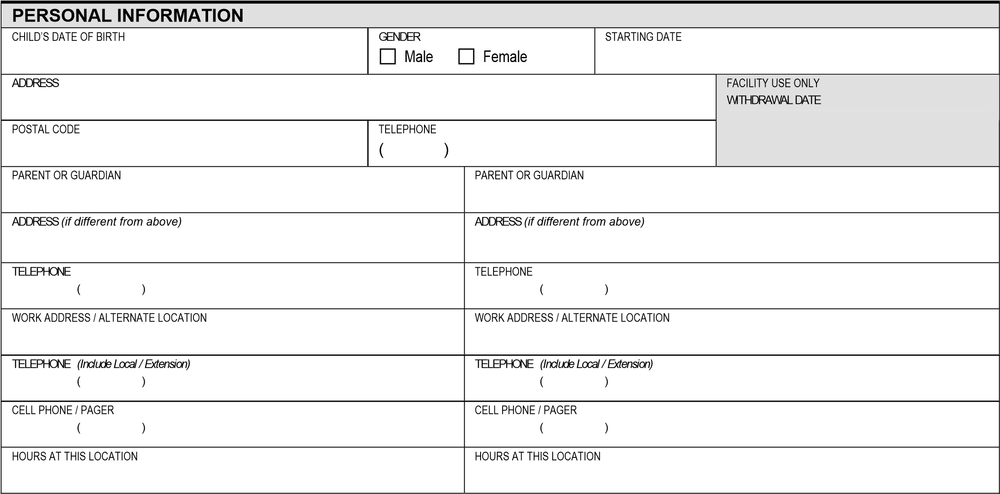 PERSONAL INFORMATION
CHILD’S DATE OF BIRTH
GENDER
Male Female
STARTING DATE
ADDRESS
FACILITY USE ONLY
WITHDRAWAL DATE
POSTAL CODE
TELEPHONE
( )
PARENT OR GUARDIAN
PARENT OR GUARDIAN
ADDRESS (if different from above)
ADDRESS (if different from above)
TELEPHONE
( )
TELEPHONE
( )
WORK ADDRESS / ALTERNATE LOCATION
WORK ADDRESS / ALTERNATE LOCATION
TELEPHONE (Include Local / Extension)
( )
TELEPHONE (Include Local / Extension)
( )
CELL PHONE / PAGER
( )
CELL PHONE / PAGER
( )
HOURS AT THIS LOCATION
HOURS AT THIS LOCATION